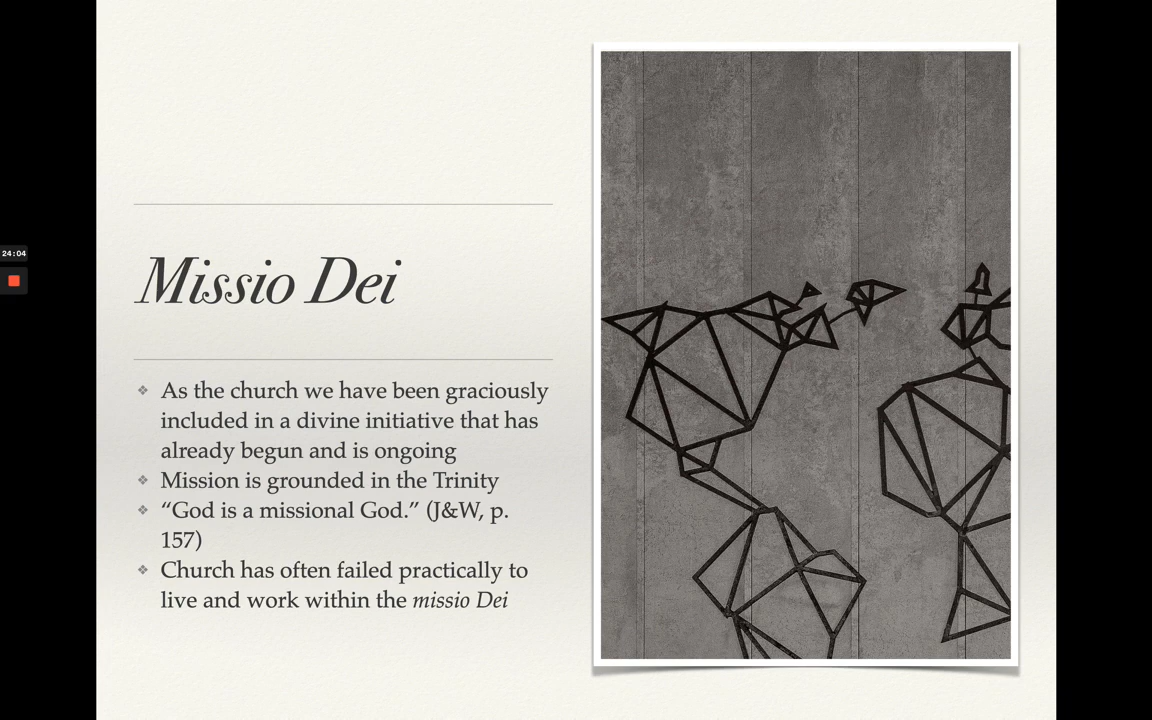 24:04
Missio Dei
❖ As the church we have been graciously
included in a divine initiative that has
already begun and is ongoing
❖ Mission is grounded in the Trinity
❖ “God is a missional God.” (J&W, p.
157)
❖ Church has often failed practically to
live and work within the missio Dei